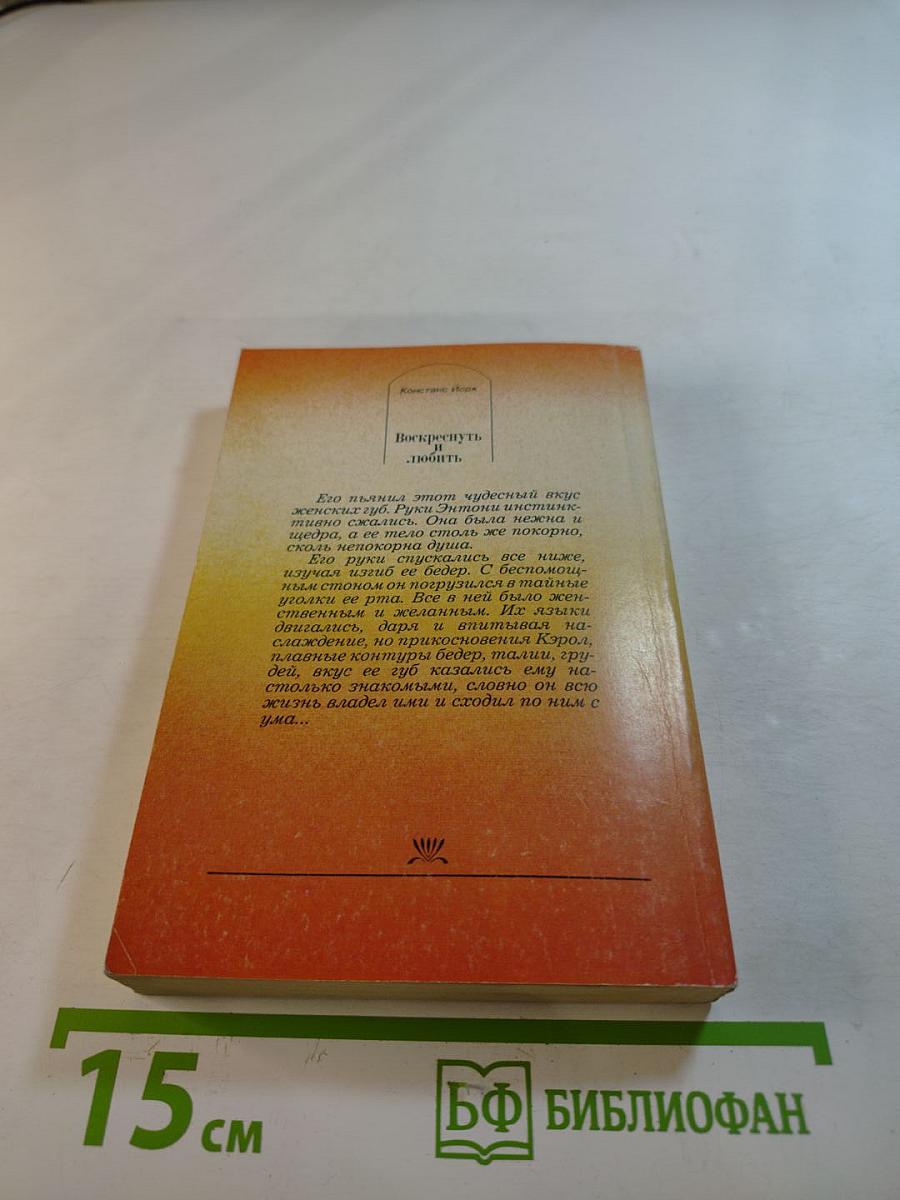 Констанс Йорк
Воскреснуть
и
любить
Его пьянил этот чудесный вкус
женских губ. Руки Энтони инстинк-
тивно сжались. Она была нежна и
щедра, а ее тело столь же покорно,
сколь непокорна душа.
Его руки спускались все ниже,
изучая изгиб ее бедер. С беспомощ-
ным стоном он погрузился в тайные
уголки ее рта. Все в ней было жен-
ственным и желанным. Их языки
двигались, даря и впитывая на-
слаждение, но прикосновения Кэрол,
плавные контуры бедер, талии, гру-
дей, вкус ее губ казались ему на-
столько знакомыми, словно он всю
жизнь владел ими и сходил по ним с
ума...
15 см
БФ БИБЛИОФАН